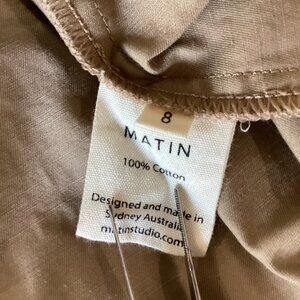 8
MATIN
100% Cotton
Designed and made in
Sydney Australia
matinstudio.com